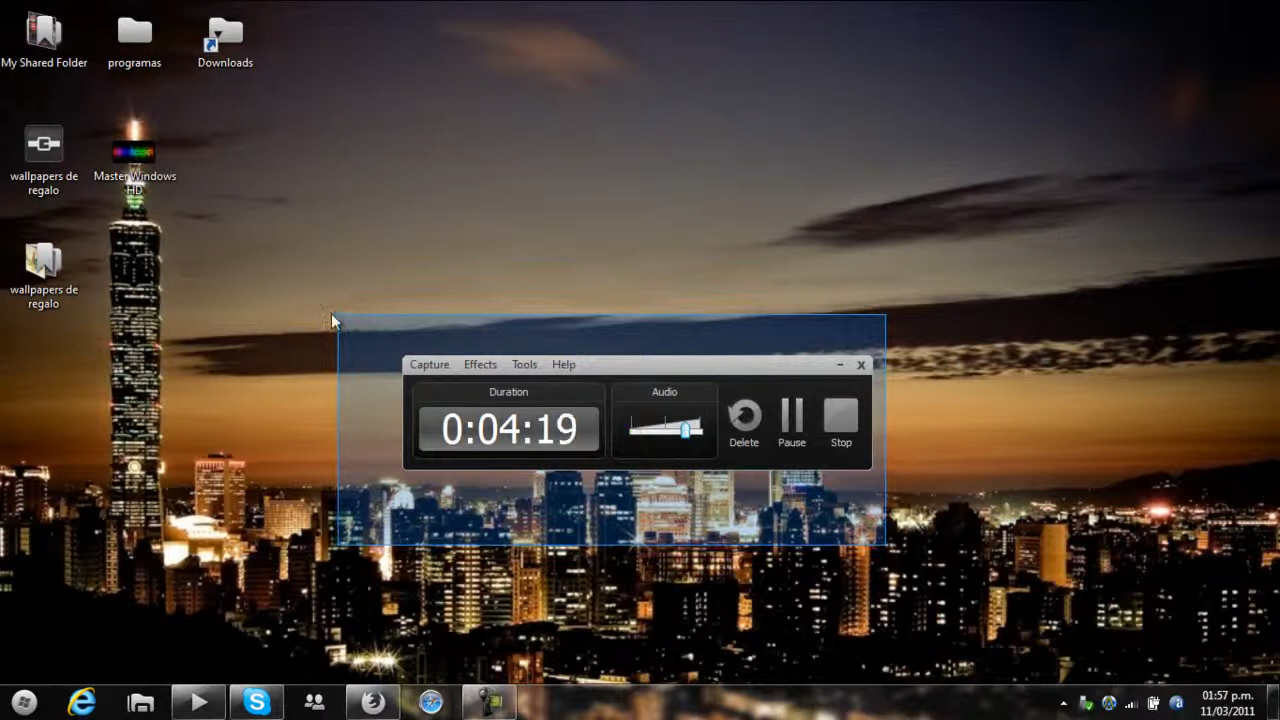 My Shared Folder
programas
Downloads
wallpapers de
regalo
Master Windows
HD
wallpapers de
regalo
Capture Effects Tools Help
Duration
Audio
0:04:19
Delete
Pause
Stop
01:57 p.m.
11/03/2011